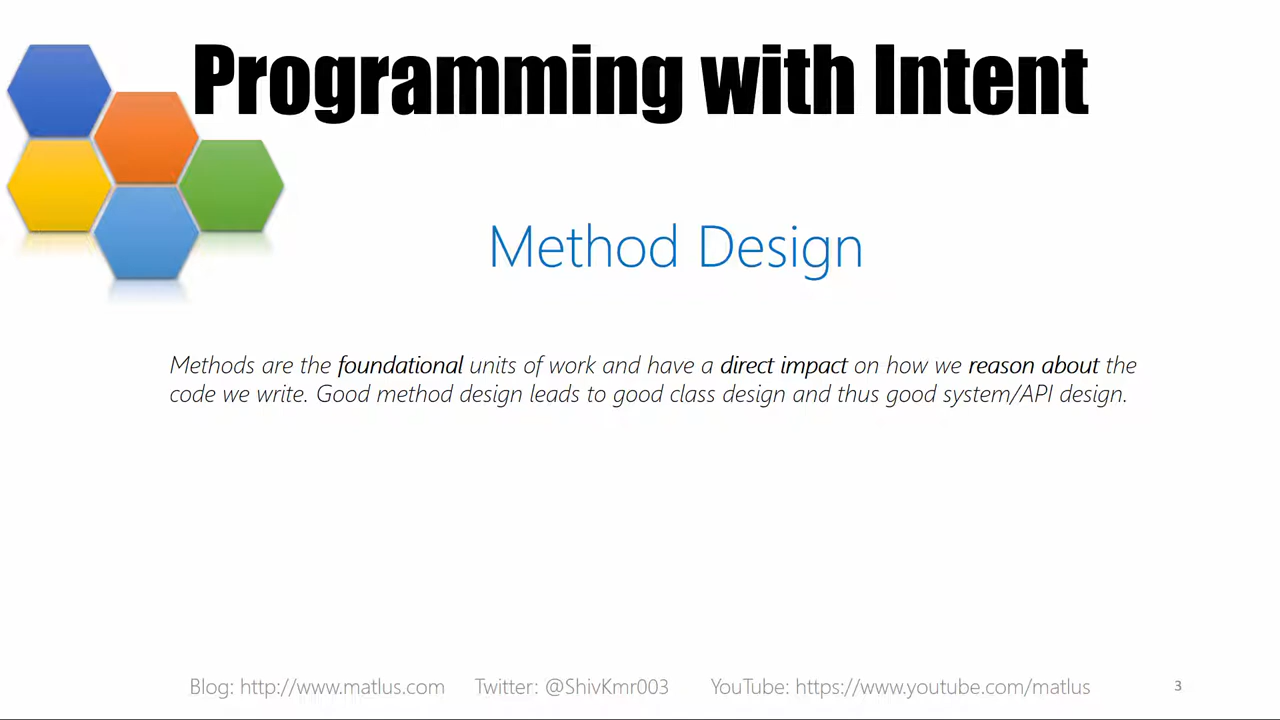 Programming with Intent
Method Design
Methods are the foundational units of work and have a direct impact on how we reason about the
code we write. Good method design leads to good class design and thus good system/API design.
Blog: http://www.matlus.com Twitter: @ShivKmr003 YouTube: https://www.youtube.com/matlus 3